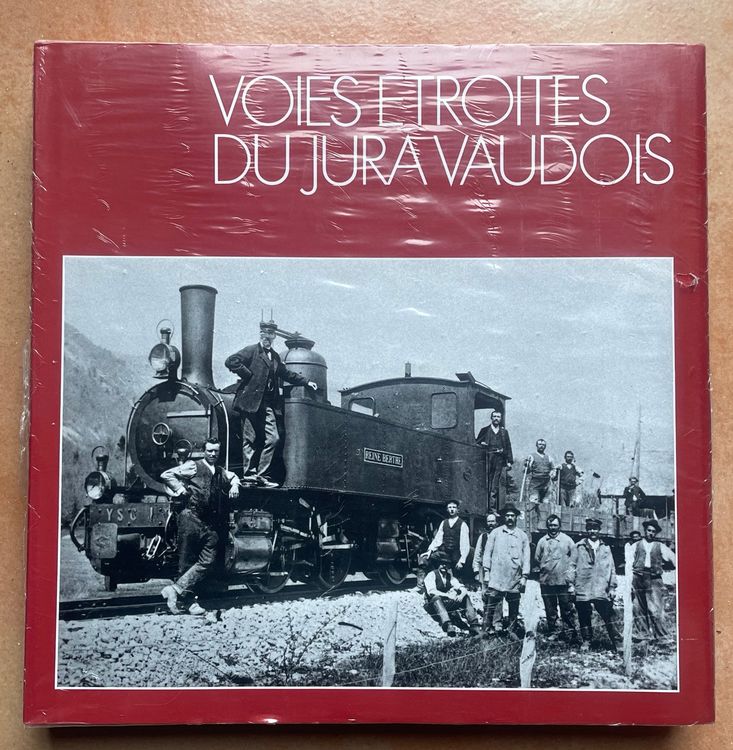 VOIES ETROITES
DU JURA VAUDOIS
REINE BERTHE
YSC 1